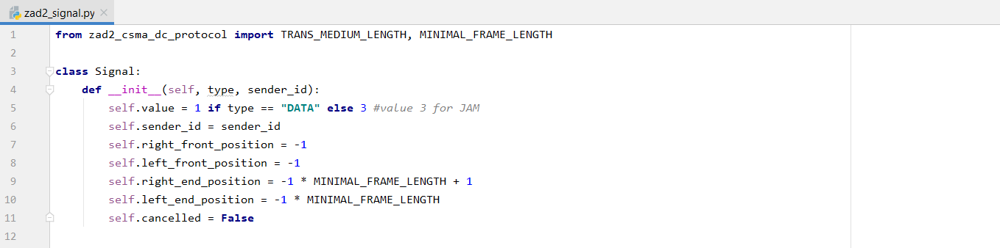 zad2_signal.py
1 from zad2_csma_dc_protocol import TRANS_MEDIUM_LENGTH, MINIMAL_FRAME_LENGTH
2
3 class Signal:
4     def __init__(self, type, sender_id):
5         self.value = 1 if type == "DATA" else 3 #value 3 for JAM
6         self.sender_id = sender_id
7         self.right_front_position = -1
8         self.left_front_position = -1
9         self.right_end_position = -1 * MINIMAL_FRAME_LENGTH + 1
10         self.left_end_position = -1 * MINIMAL_FRAME_LENGTH
11         self.cancelled = False
12